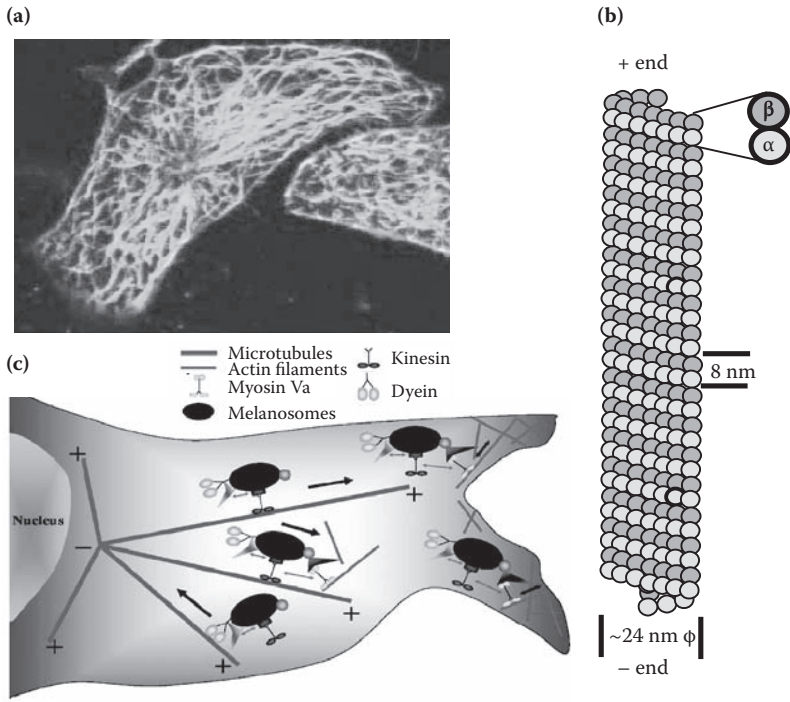 (a)
(b)
+ end
β
α
8 nm
~24 nm ϕ
− end
(c)
Microtubules
Actin filaments
Myosin Va
Melanosomes
Kinesin
Dyein
Nucleus
+
+
−
+
+
+